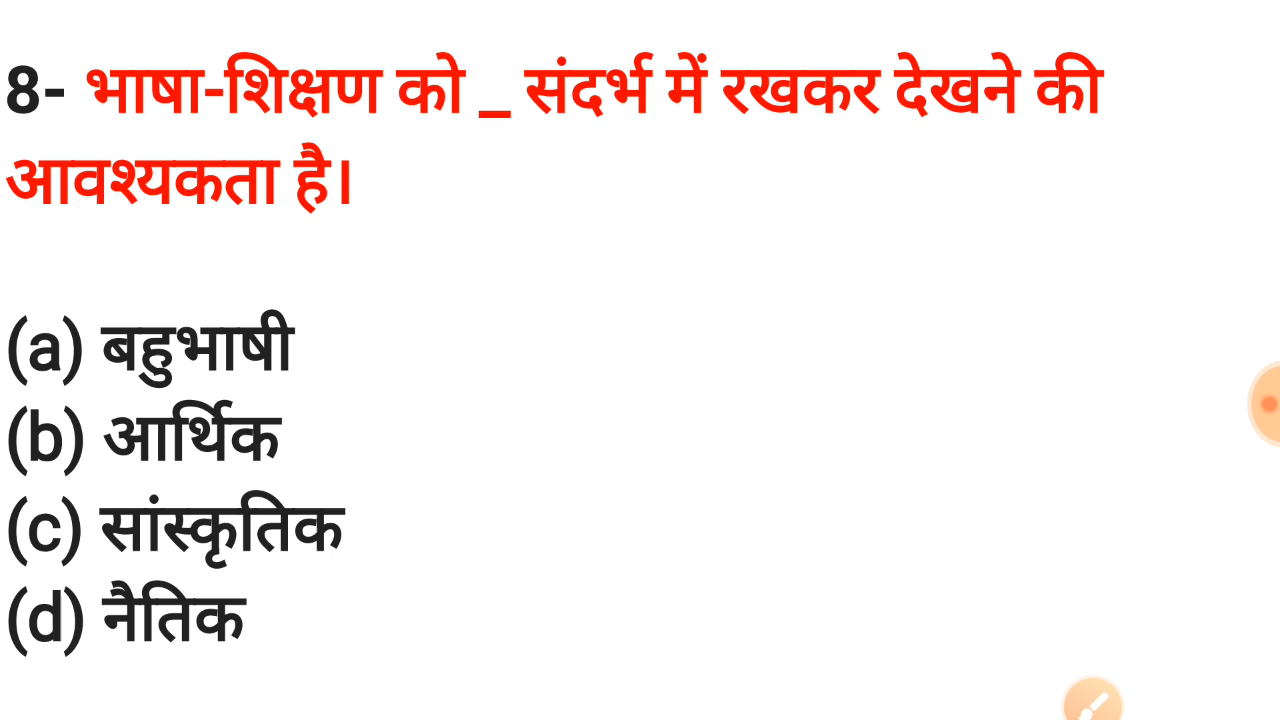 8- भाषा-शिक्षण को _ संदर्भ में रखकर देखने की
आवश्यकता है।
(a) बहुभाषी
(b) आर्थिक
(c) सांस्कृतिक
(d) नैतिक